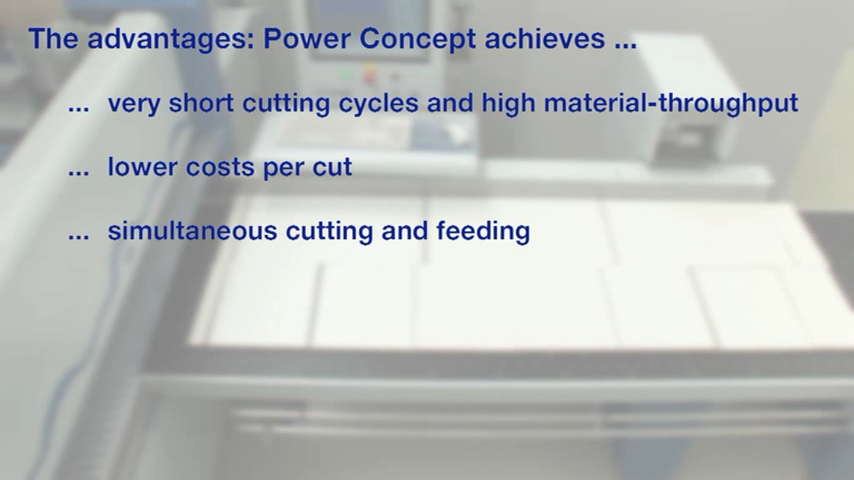 The advantages: Power Concept achieves ...
... very short cutting cycles and high material-throughput
... lower costs per cut
... simultaneous cutting and feeding